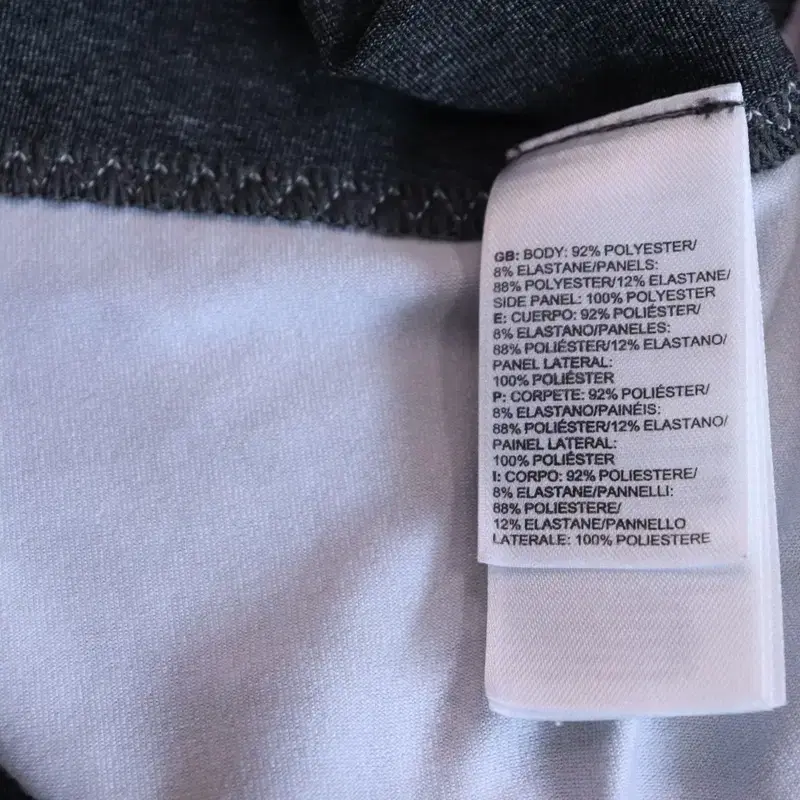 GB: BODY: 92% POLYESTER/
8% ELASTANE/PANELS:
88% POLYESTER/12% ELASTANE/
SIDE PANEL: 100% POLYESTER
E: CUERPO: 92% POLIÉSTER/
8% ELASTANO/PANELES:
88% POLIÉSTER/12% ELASTANO/
PANEL LATERAL:
100% POLIÉSTER
P: CORPETE: 92% POLIÉSTER/
8% ELASTANO/PAINÉIS:
88% POLIÉSTER/12% ELASTANO/
PAINEL LATERAL:
100% POLIÉSTER
I: CORPO: 92% POLIESTERE/
8% ELASTANE/PANNELLI:
88% POLIESTERE/
12% ELASTANE/PANNELLO
LATERALE: 100% POLIESTERE